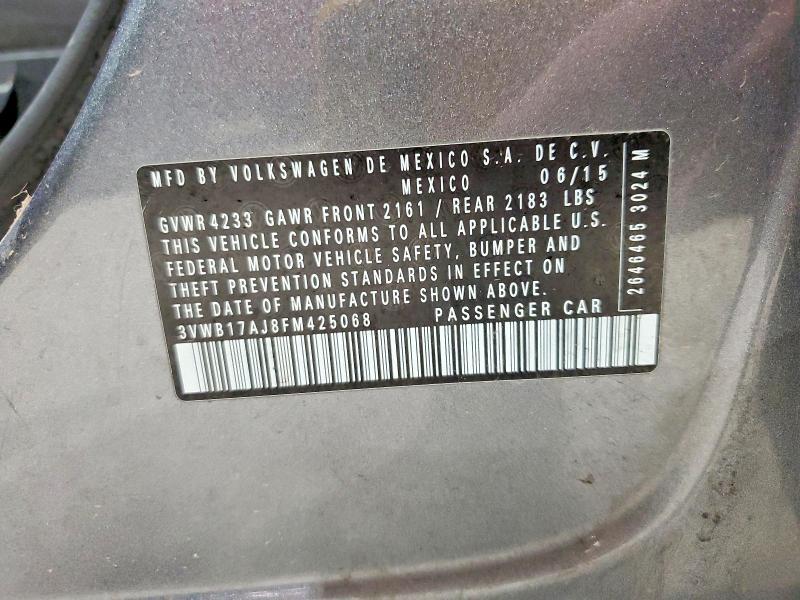 MFD BY VOLKSWAGEN DE MEXICO S.A. DE C.V.
MEXICO 06/15
GVWR 4233 GAWR FRONT 2161 / REAR 2183 LBS
THIS VEHICLE CONFORMS TO ALL APPLICABLE U.S.
FEDERAL MOTOR VEHICLE SAFETY, BUMPER AND
THEFT PREVENTION STANDARDS IN EFFECT ON
THE DATE OF MANUFACTURE SHOWN ABOVE.
3VWB17AJ8FM425068 PASSENGER CAR
2646465 3024 M